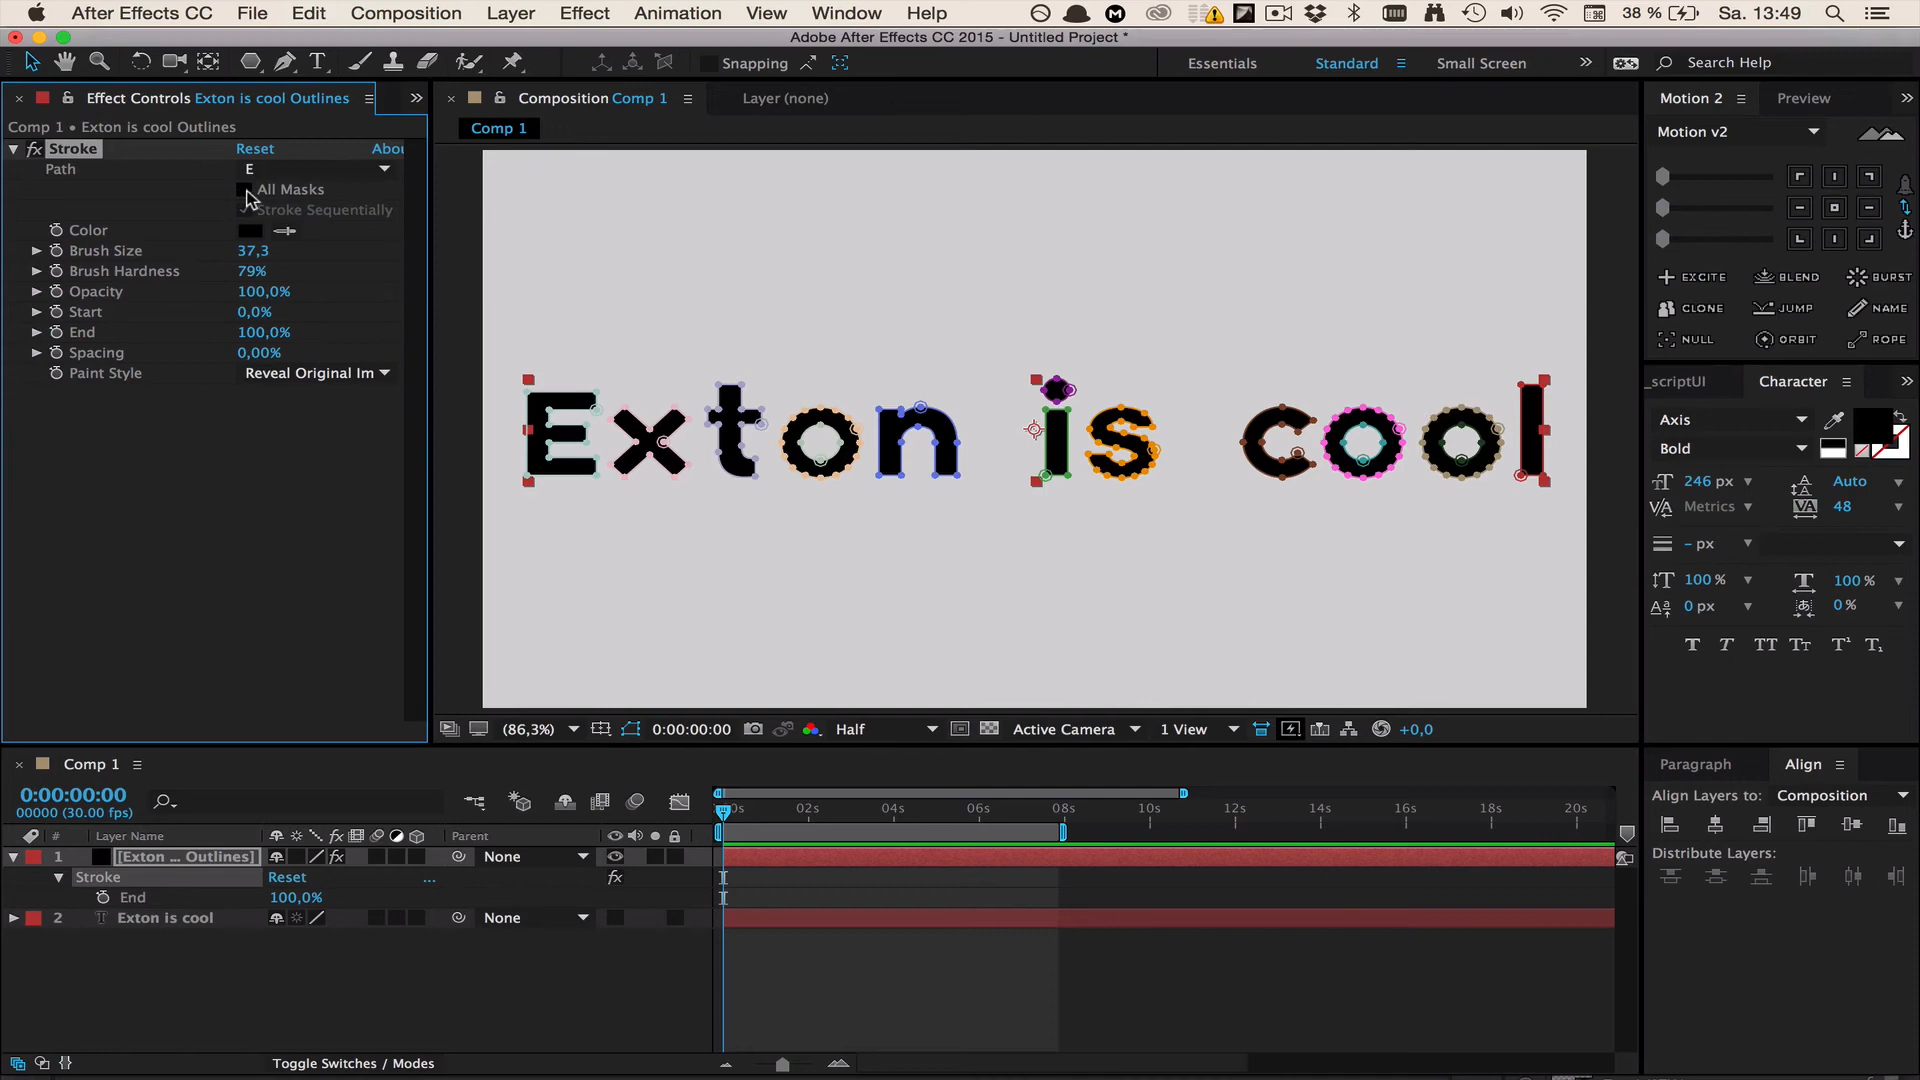 After Effects CC File Edit Composition Layer Effect Animation View Window Help 38 % Sa. 13:49
Adobe After Effects CC 2015 - Untitled Project *
Snapping Essentials Standard Small Screen Search Help
Effect Controls Exton is cool Outlines
Comp 1 • Exton is cool Outlines
fx Stroke Reset Abou
Path E
All Masks
Stroke Sequentially
Color
Brush Size 37,3
Brush Hardness 79%
Opacity 100,0%
Start 0,0%
End 100,0%
Spacing 0,00%
Paint Style Reveal Original Im
Composition Comp 1 Layer (none)
Comp 1
Exton is cool
(86,3%) 0:00:00:00 Half Active Camera 1 View +0,0
Motion 2 Preview
Motion v2
EXCITE BLEND BURST
CLONE JUMP NAME
NULL ORBIT ROPE
_scriptUI Character
Axis
Bold
246 px Auto
Metrics 48
- px
100 % 100 %
0 px 0 %
T T TT Tт T¹ T₁
Paragraph Align
Align Layers to: Composition
Distribute Layers:
Comp 1
0:00:00:00
00000 (30.00 fps)
0s 02s 04s 06s 08s 10s 12s 14s 16s 18s 20s
# Layer Name fx Parent
1 [Exton ... Outlines] fx None
Stroke Reset ... fx
End 100,0%
2 T Exton is cool None
Toggle Switches / Modes